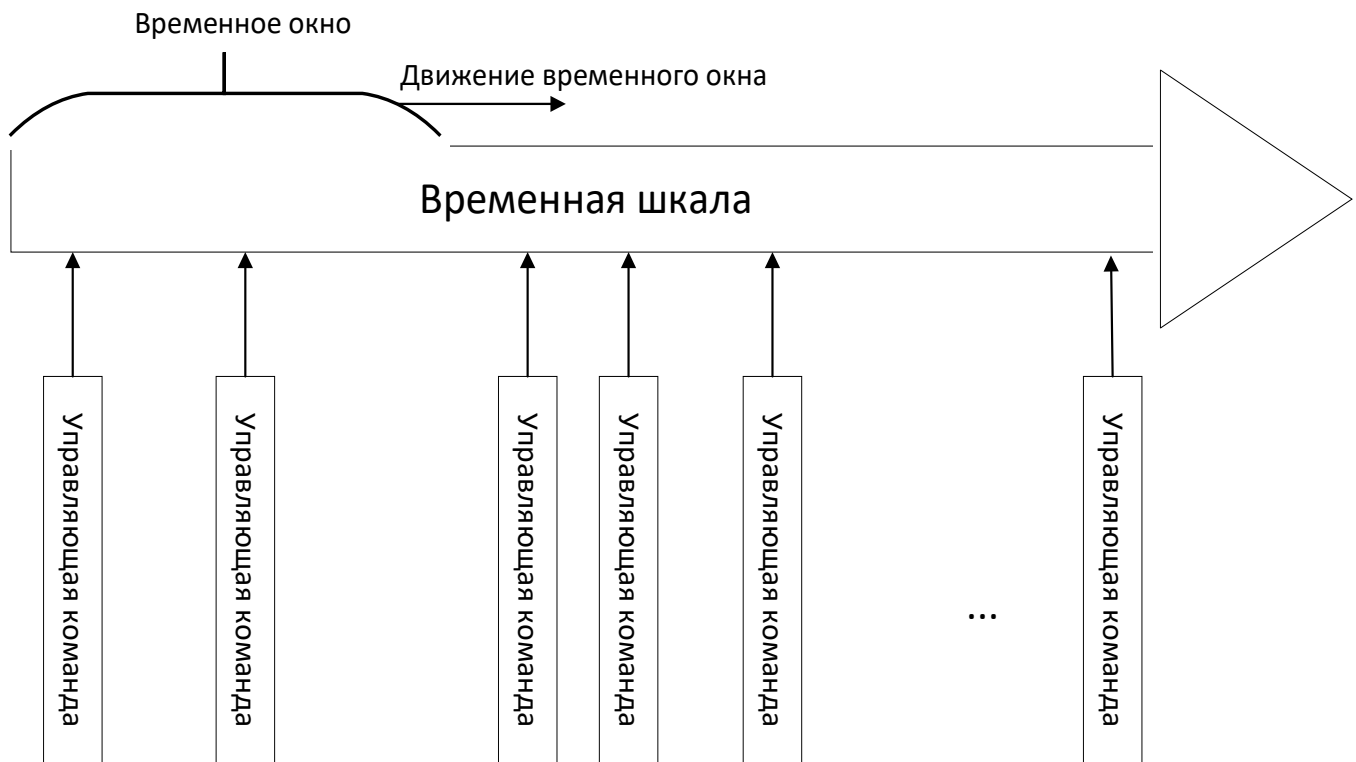 Временное окно
Движение временного окна
Временная шкала
Управляющая команда
Управляющая команда
Управляющая команда
Управляющая команда
Управляющая команда
...
Управляющая команда